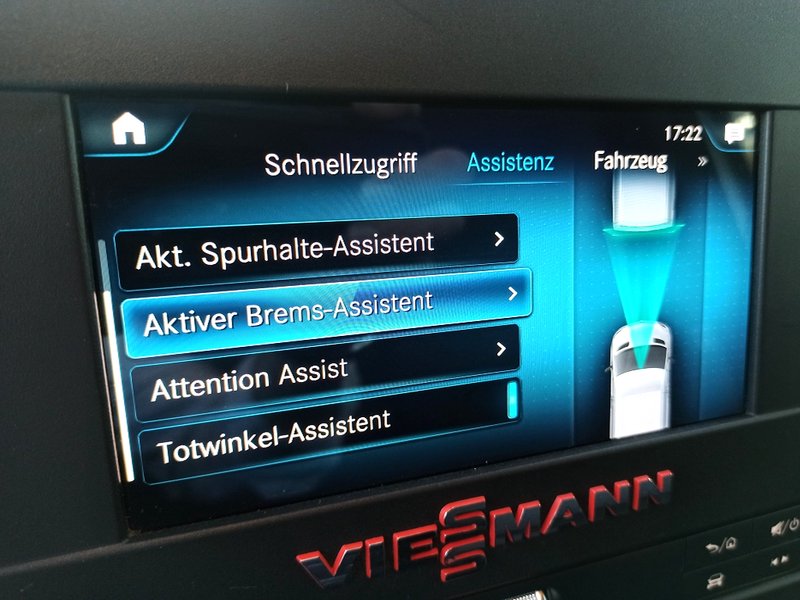 17:22
Schnellzugriff Assistenz Fahrzeug »
Akt. Spurhalte-Assistent
Aktiver Brems-Assistent
Attention Assist
Totwinkel-Assistent
VIESSMANN